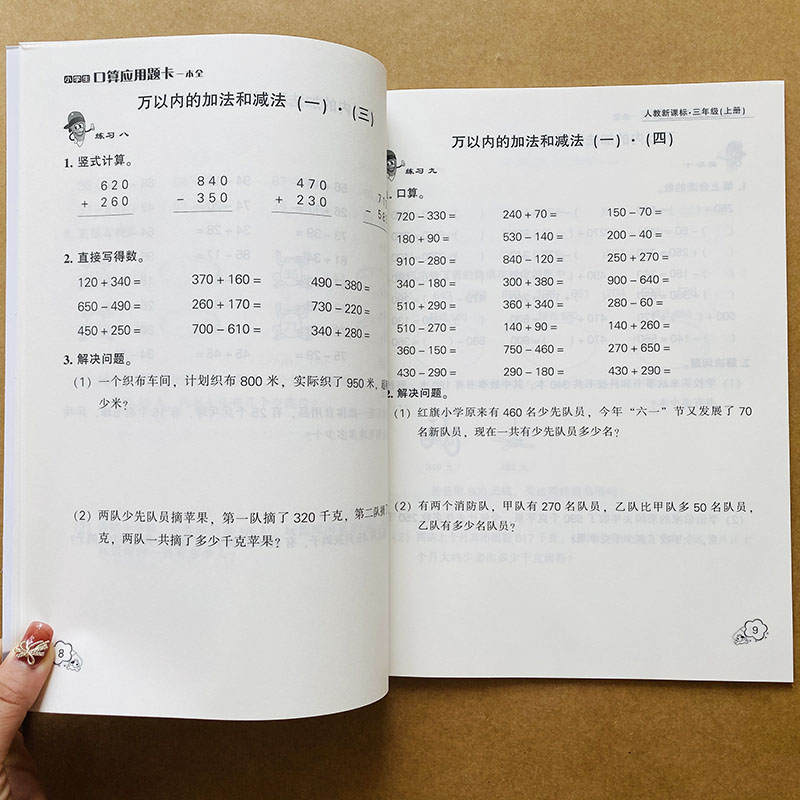 小学生口算应用题卡一本全
万以内的加法和减法（一）·（三）
练习八
1. 竖式计算。
620 840 470
+ 260 - 350 + 230
2. 直接写得数。
120+340= 370+160= 490-380=
650-490= 260+170= 730-220=
450+250= 700-610= 340+280=
3. 解决问题。
（1）一个织布车间，计划织布 800 米，实际织了 950 米，
少米？
（2）两队少先队员摘苹果，第一队摘了 320 千克，第二队摘了
克，两队一共摘了多少千克苹果？
8
人教新课标·三年级（上册）
万以内的加法和减法（一）·（四）
练习九
口算。
720-330= 240+70= 150-70=
180+90= 530-140= 200-40=
910-280= 840-120= 250+270=
340-180= 300+380= 900-640=
510+290= 360+340= 280-60=
510-270= 140+90= 140+260=
360-150= 750-460= 270+650=
430-290= 290-180= 430+290=
2. 解决问题。
（1）红旗小学原来有 460 名少先队员，今年“六一”节又发展了 70
名新队员，现在一共有少先队员多少名？
（2）有两个消防队，甲队有 270 名队员，乙队比甲队多 50 名队员，
乙队有多少名队员？
9